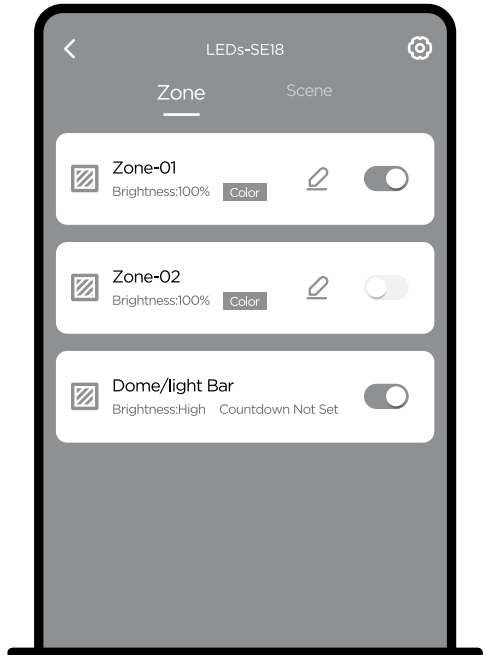 LEDs-SE18
Zone Scene
Zone-01
Brightness:100% Color
Zone-02
Brightness:100% Color
Dome/light Bar
Brightness:High Countdown Not Set